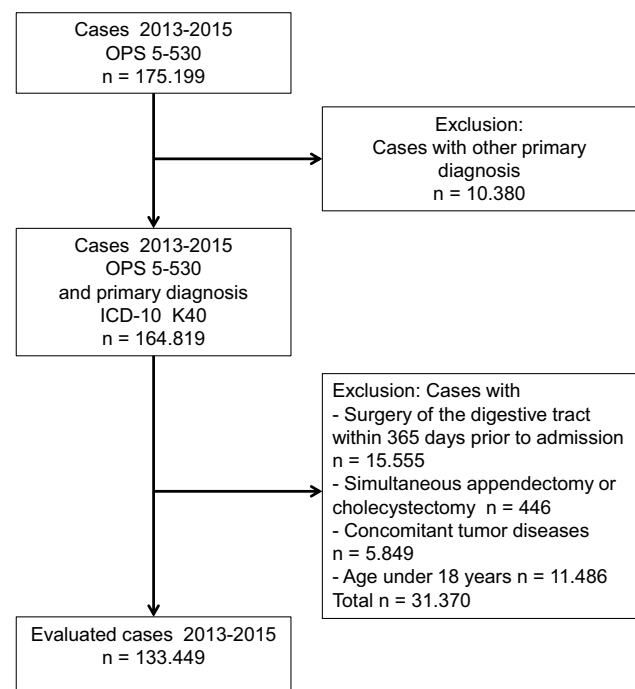 Cases 2013-2015
OPS 5-530
n = 175.199
Exclusion:
Cases with other primary
diagnosis
n = 10.380
Cases 2013-2015
OPS 5-530
and primary diagnosis
ICD-10 K40
n = 164.819
Exclusion: Cases with
- Surgery of the digestive tract
within 365 days prior to admission
n = 15.555
- Simultaneous appendectomy or
cholecystectomy n = 446
- Concomitant tumor diseases
n = 5.849
- Age under 18 years n = 11.486
Total n = 31.370
Evaluated cases 2013-2015
n = 133.449